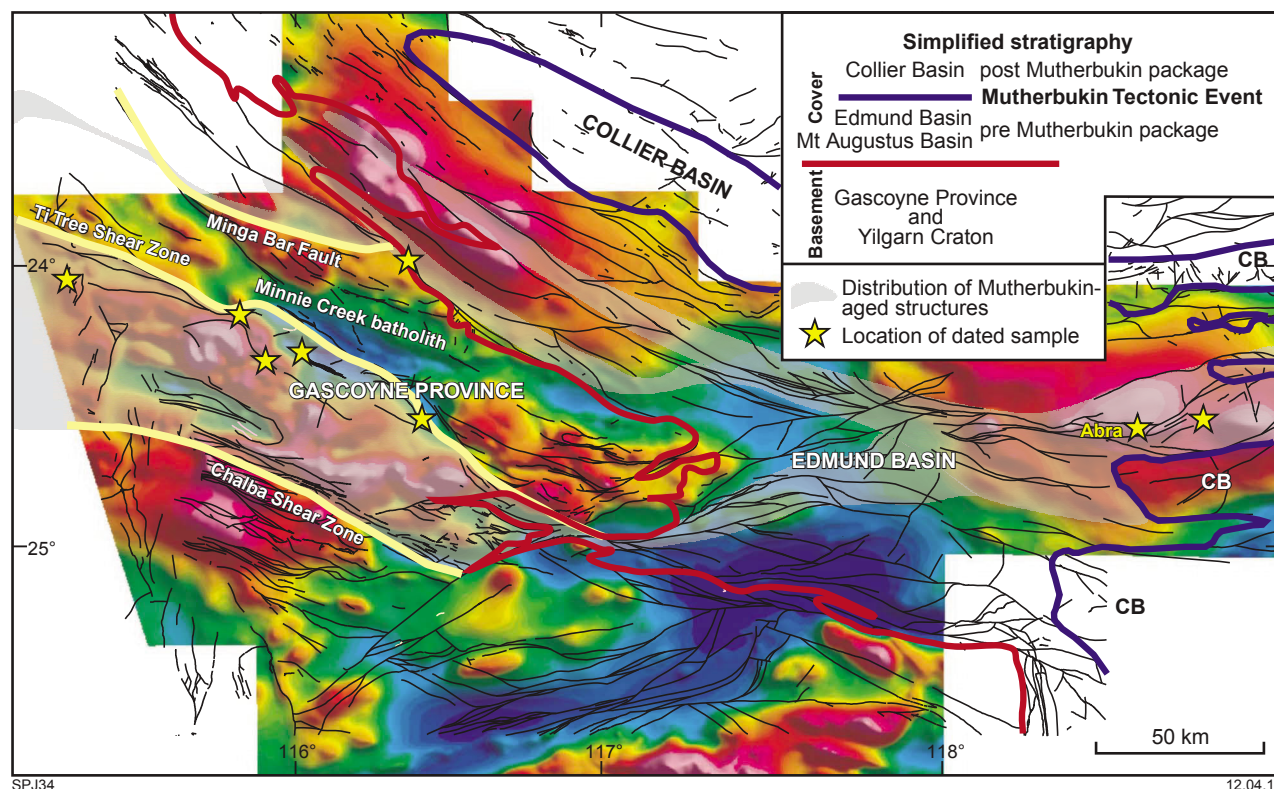 Simplified stratigraphy
Cover
Collier Basin post Mutherbukin package
Mutherbukin Tectonic Event
Edmund Basin
Mt Augustus Basin
pre Mutherbukin package
Basement
Gascoyne Province
and
Yilgarn Craton
Distribution of Mutherbukin-
aged structures
Location of dated sample
COLLIER BASIN
Ti Tree Shear Zone
Minga Bar Fault
24°
Minnie Creek batholith
GASCOYNE PROVINCE
CB
Abra
EDMUND BASIN
CB
Chalba Shear Zone
25°
CB
116°
117°
118°
50 km
SPJ34
12.04.1